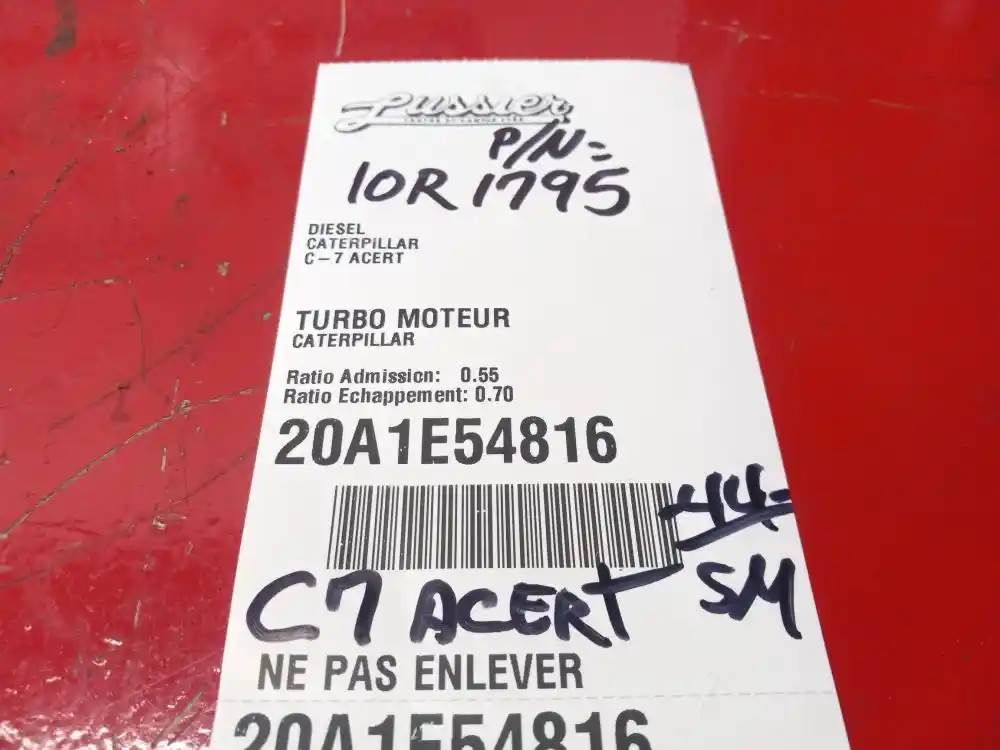 Lussier
P/N=
10R1795
DIESEL
CATERPILLAR
C-7 ACERT
TURBO MOTEUR
CATERPILLAR
Ratio Admission: 0.55
Ratio Echappement: 0.70
20A1E54816
-44-
C7 ACERT SM
NE PAS ENLEVER
20A1E54816